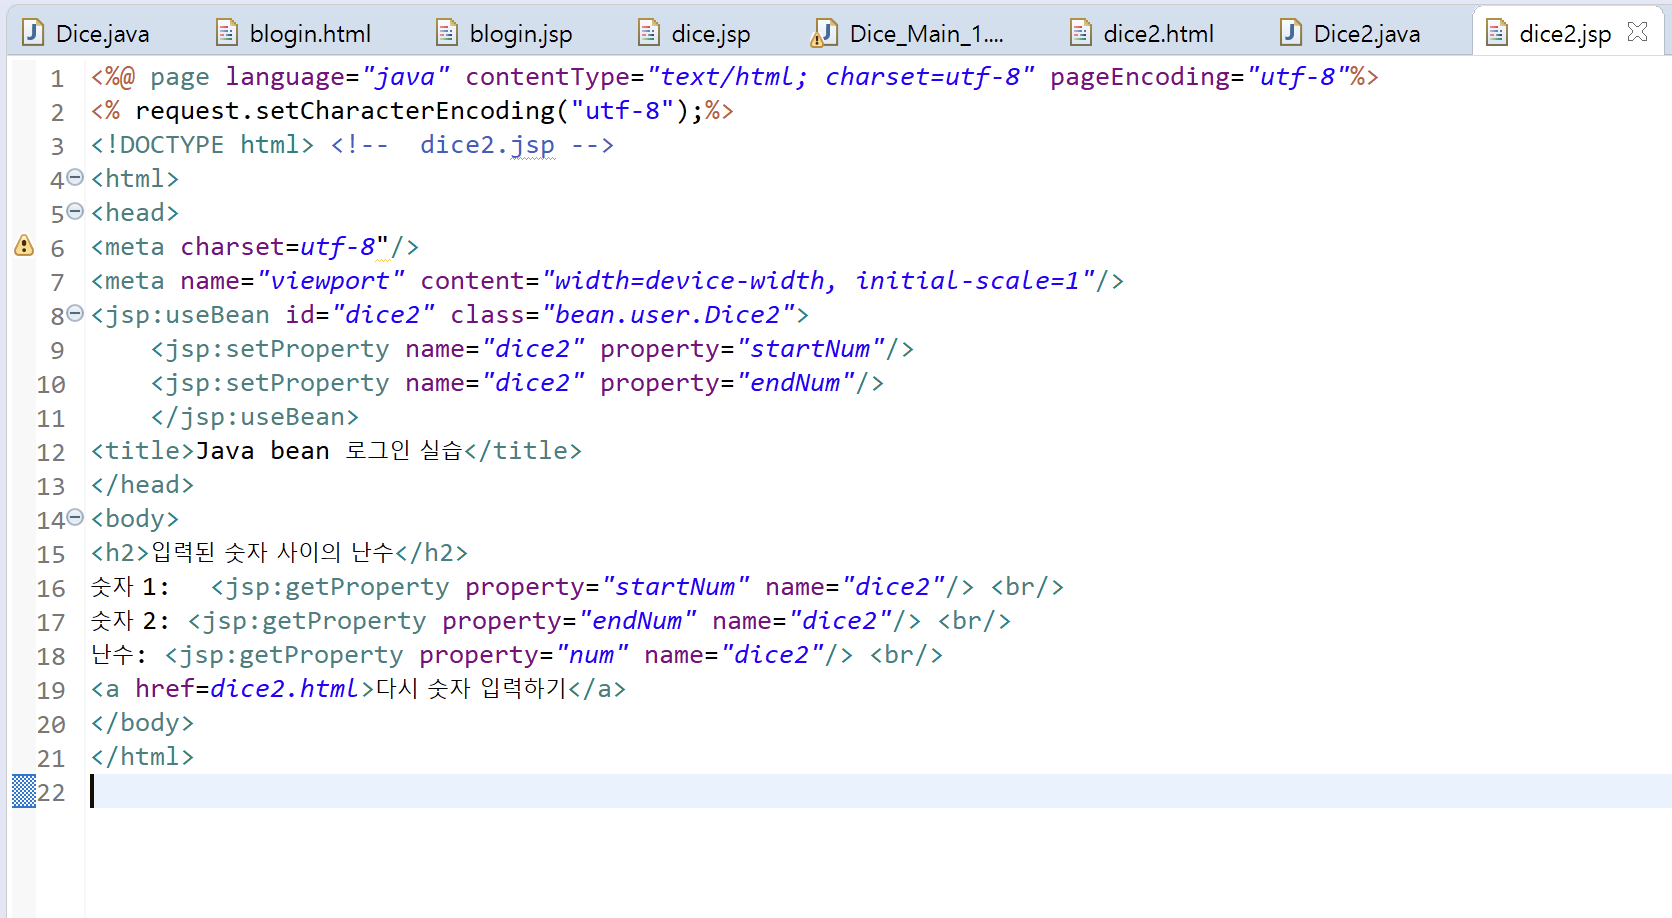 Dice.java blogin.html blogin.jsp dice.jsp Dice_Main_1.... dice2.html Dice2.java dice2.jsp
1 <%@ page language="java" contentType="text/html; charset=utf-8" pageEncoding="utf-8"%>
2 <% request.setCharacterEncoding("utf-8");%>
3 <!DOCTYPE html> <!--  dice2.jsp -->
4 <html>
5 <head>
6 <meta charset=utf-8"/>
7 <meta name="viewport" content="width=device-width, initial-scale=1"/>
8 <jsp:useBean id="dice2" class="bean.user.Dice2">
9     <jsp:setProperty name="dice2" property="startNum"/>
10     <jsp:setProperty name="dice2" property="endNum"/>
11     </jsp:useBean>
12 <title>Java bean 로그인 실습</title>
13 </head>
14 <body>
15 <h2>입력된 숫자 사이의 난수</h2>
16 숫자 1:   <jsp:getProperty property="startNum" name="dice2"/> <br/>
17 숫자 2: <jsp:getProperty property="endNum" name="dice2"/> <br/>
18 난수: <jsp:getProperty property="num" name="dice2"/> <br/>
19 <a href=dice2.html>다시 숫자 입력하기</a>
20 </body>
21 </html>
22